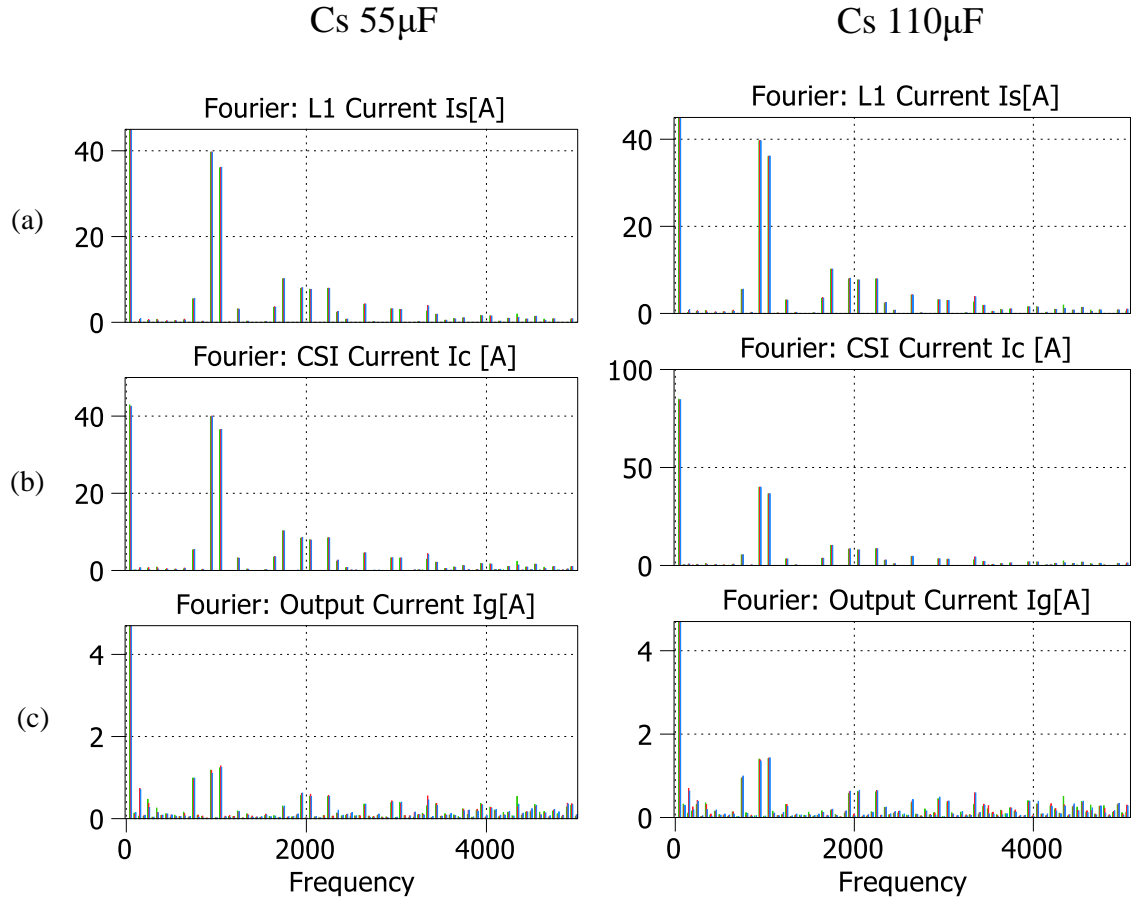 Cs 55μF
Cs 110μF
(a)
Fourier: L1 Current Is[A]
40
20
0
Fourier: L1 Current Is[A]
40
20
0
(b)
Fourier: CSI Current Ic [A]
40
20
0
Fourier: CSI Current Ic [A]
100
50
0
(c)
Fourier: Output Current Ig[A]
4
2
0
0
2000
4000
Frequency
Fourier: Output Current Ig[A]
4
2
0
0
2000
4000
Frequency